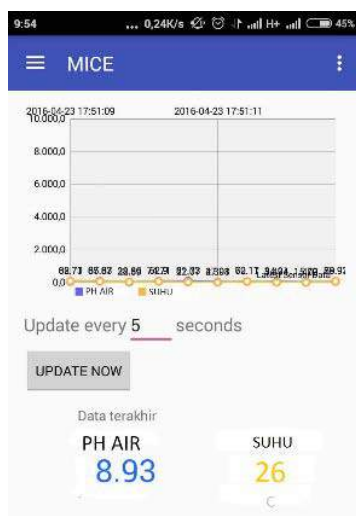 9:54 ... 0,24K/s H+ 45%
MICE
2016-04-23 17:51:09 2016-04-23 17:51:11
10.000,0
8.000,0
6.000,0
4.000,0
2.000,0
0,0
PH AIR SUHU
Update every 5 seconds
UPDATE NOW
Data terakhir
PH AIR SUHU
8.93 26
C